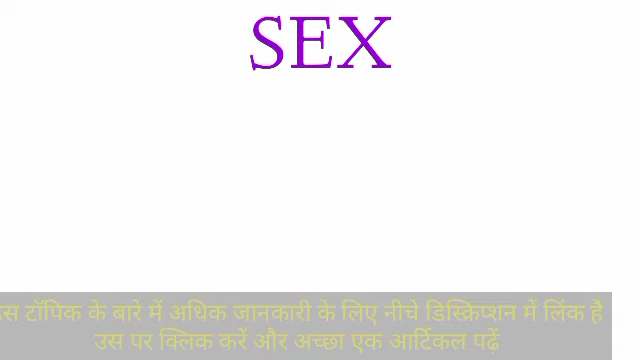 SEX
टॉपिक के बारे में अधिक जानकारी के लिए नीचे डिस्क्रिप्शन में लिंक है
उस पर क्लिक करें और अच्छा एक आर्टिकल पढ़ें